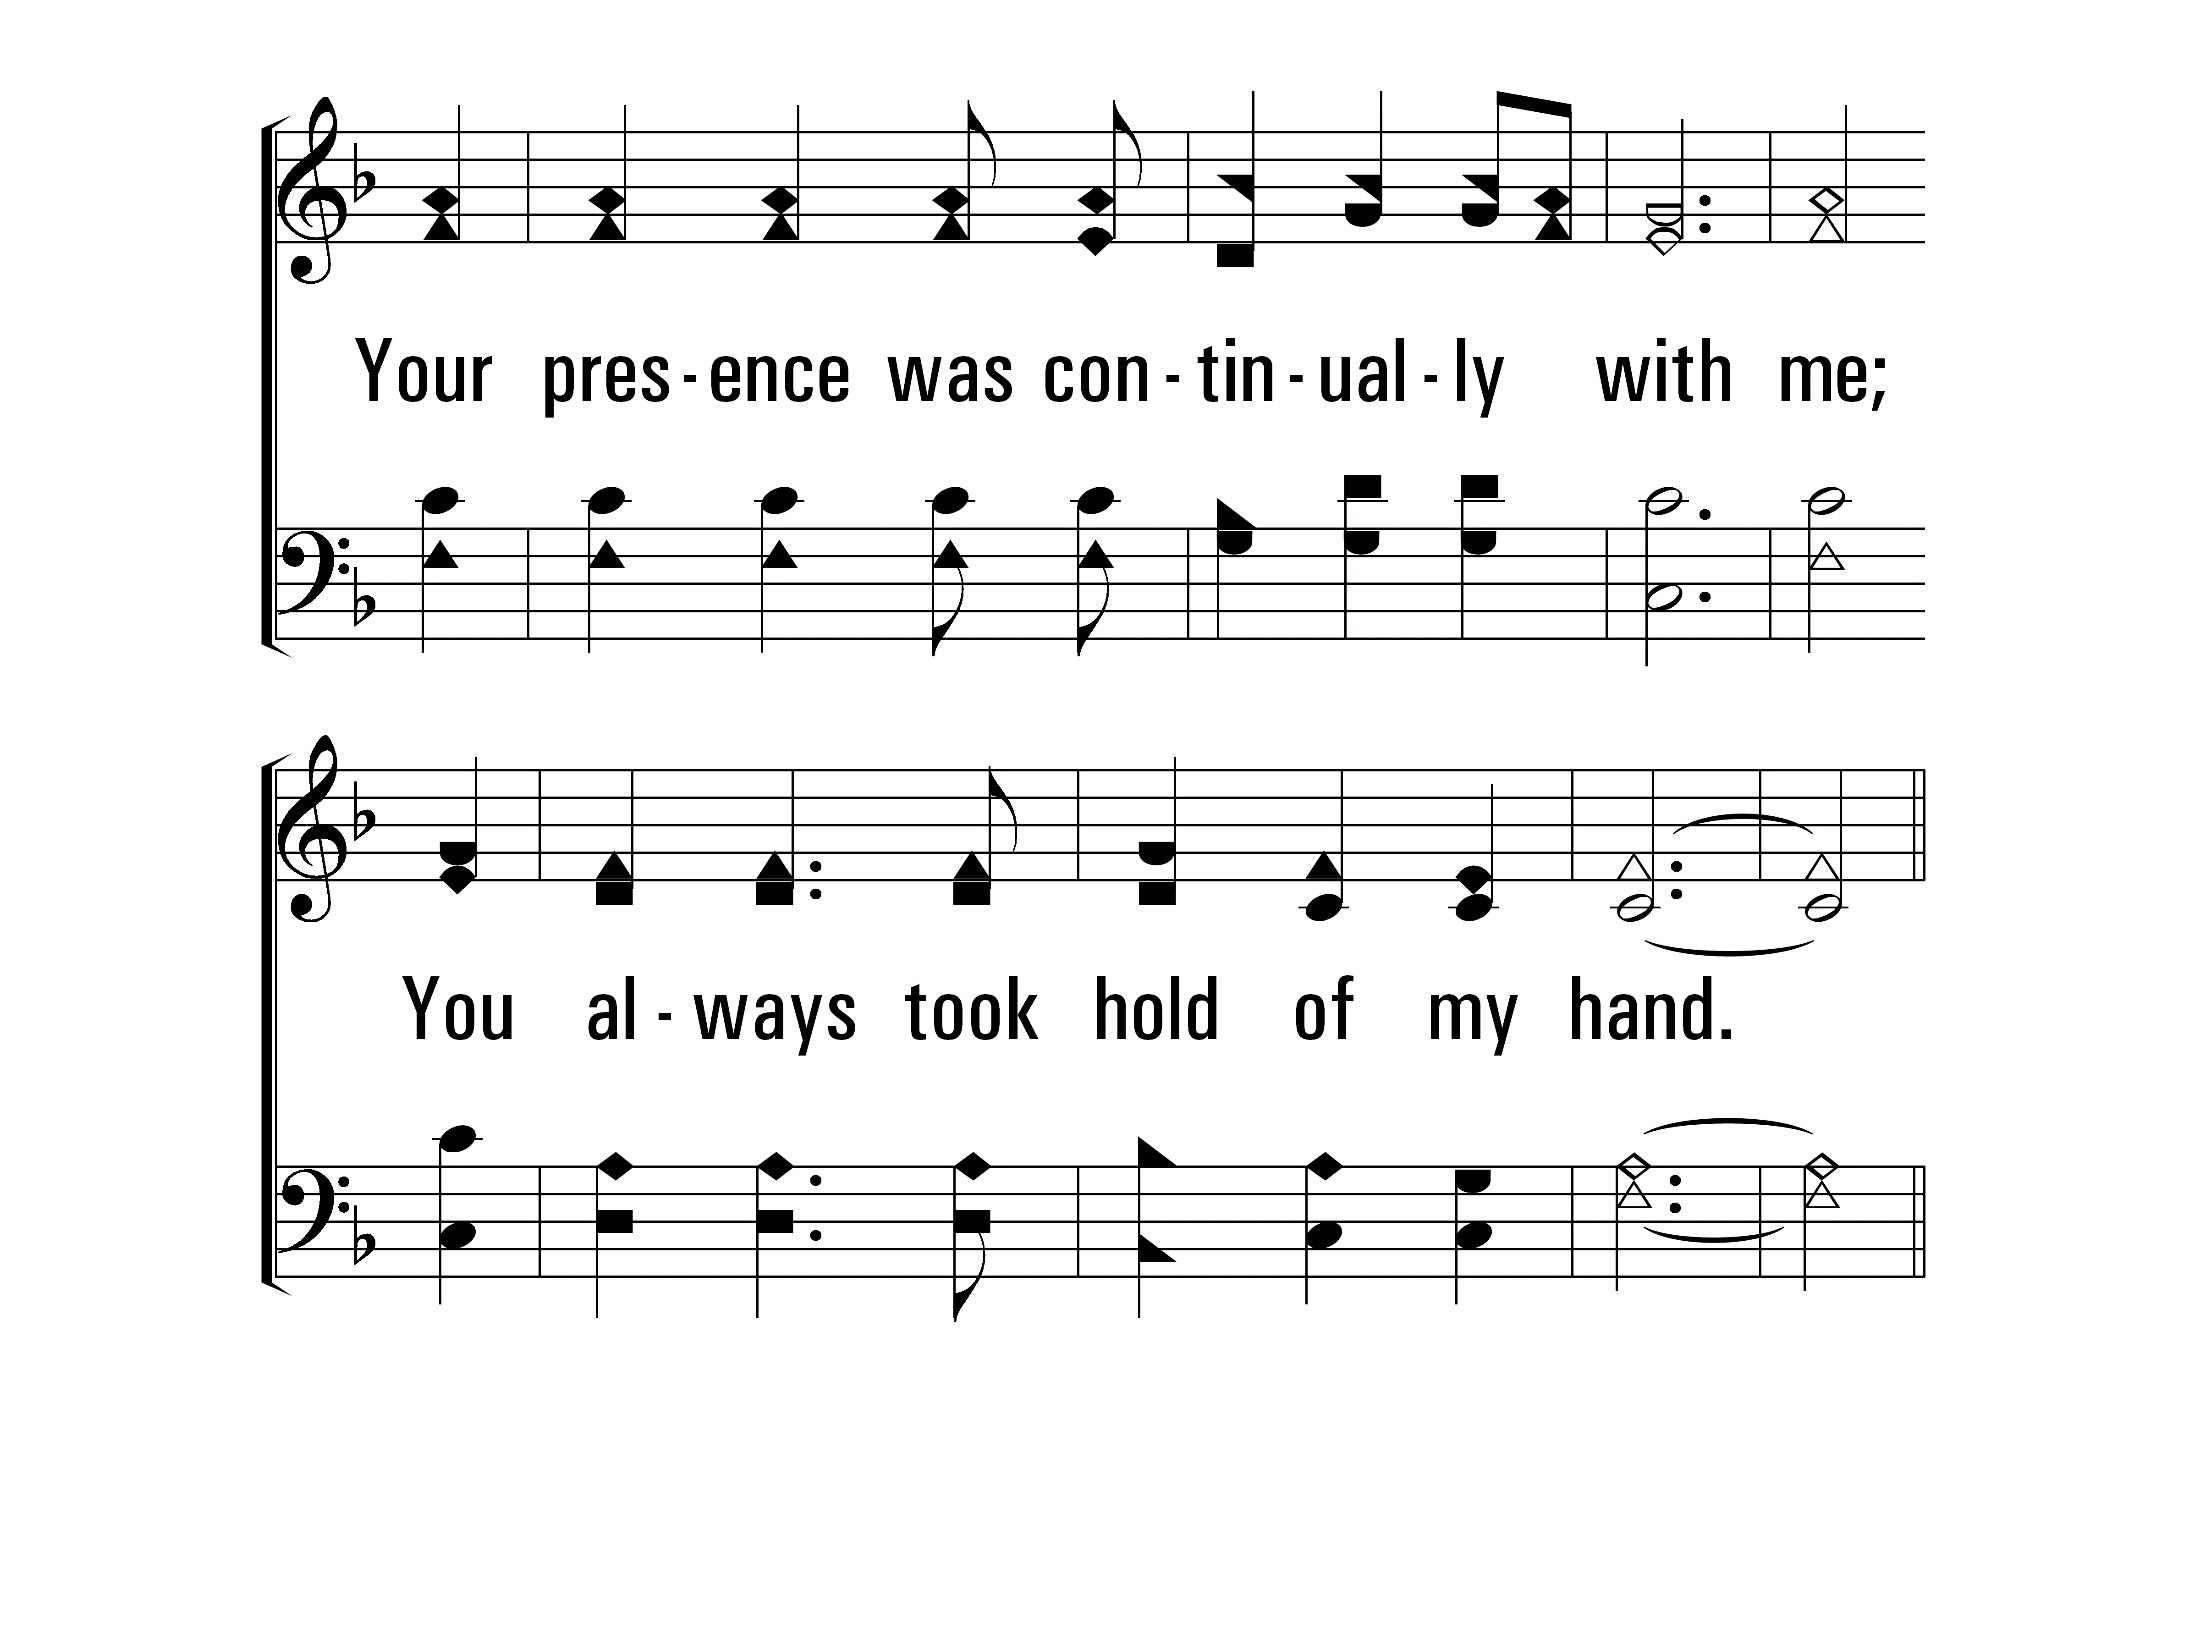 Your pres-ence was con-tin-ual-ly with me;
You al-ways took hold of my hand.